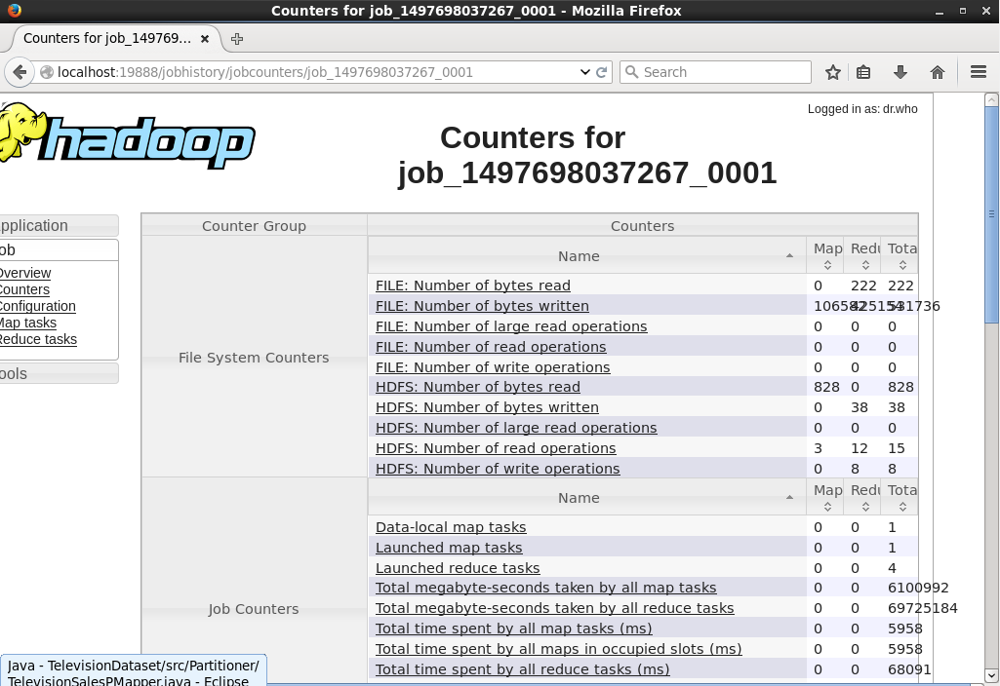 Counters for job_1497698037267_0001 - Mozilla Firefox
Counters for job_149769...
localhost:19888/jobhistory/jobcounters/job_1497698037267_0001
Search
Logged in as: dr.who
hadoop
Counters for
job_1497698037267_0001
pplication
ob
Overview
Counters
Configuration
Map tasks
Reduce tasks
ools
Counter Group Counters
Name Map Redu Tota
File System Counters
FILE: Number of bytes read 0 222 222
FILE: Number of bytes written 106582 425154 531736
FILE: Number of large read operations 0 0 0
FILE: Number of read operations 0 0 0
FILE: Number of write operations 0 0 0
HDFS: Number of bytes read 828 0 828
HDFS: Number of bytes written 0 38 38
HDFS: Number of large read operations 0 0 0
HDFS: Number of read operations 3 12 15
HDFS: Number of write operations 0 8 8
Name Map Redu Tota
Job Counters
Data-local map tasks 0 0 1
Launched map tasks 0 0 1
Launched reduce tasks 0 0 4
Total megabyte-seconds taken by all map tasks 0 0 6100992
Total megabyte-seconds taken by all reduce tasks 0 0 69725184
Total time spent by all map tasks (ms) 0 0 5958
Total time spent by all maps in occupied slots (ms) 0 0 5958
Total time spent by all reduce tasks (ms) 0 0 68091
Java - TelevisionDataset/src/Partitioner/
TelevisionSalesPMapper.java - Eclipse